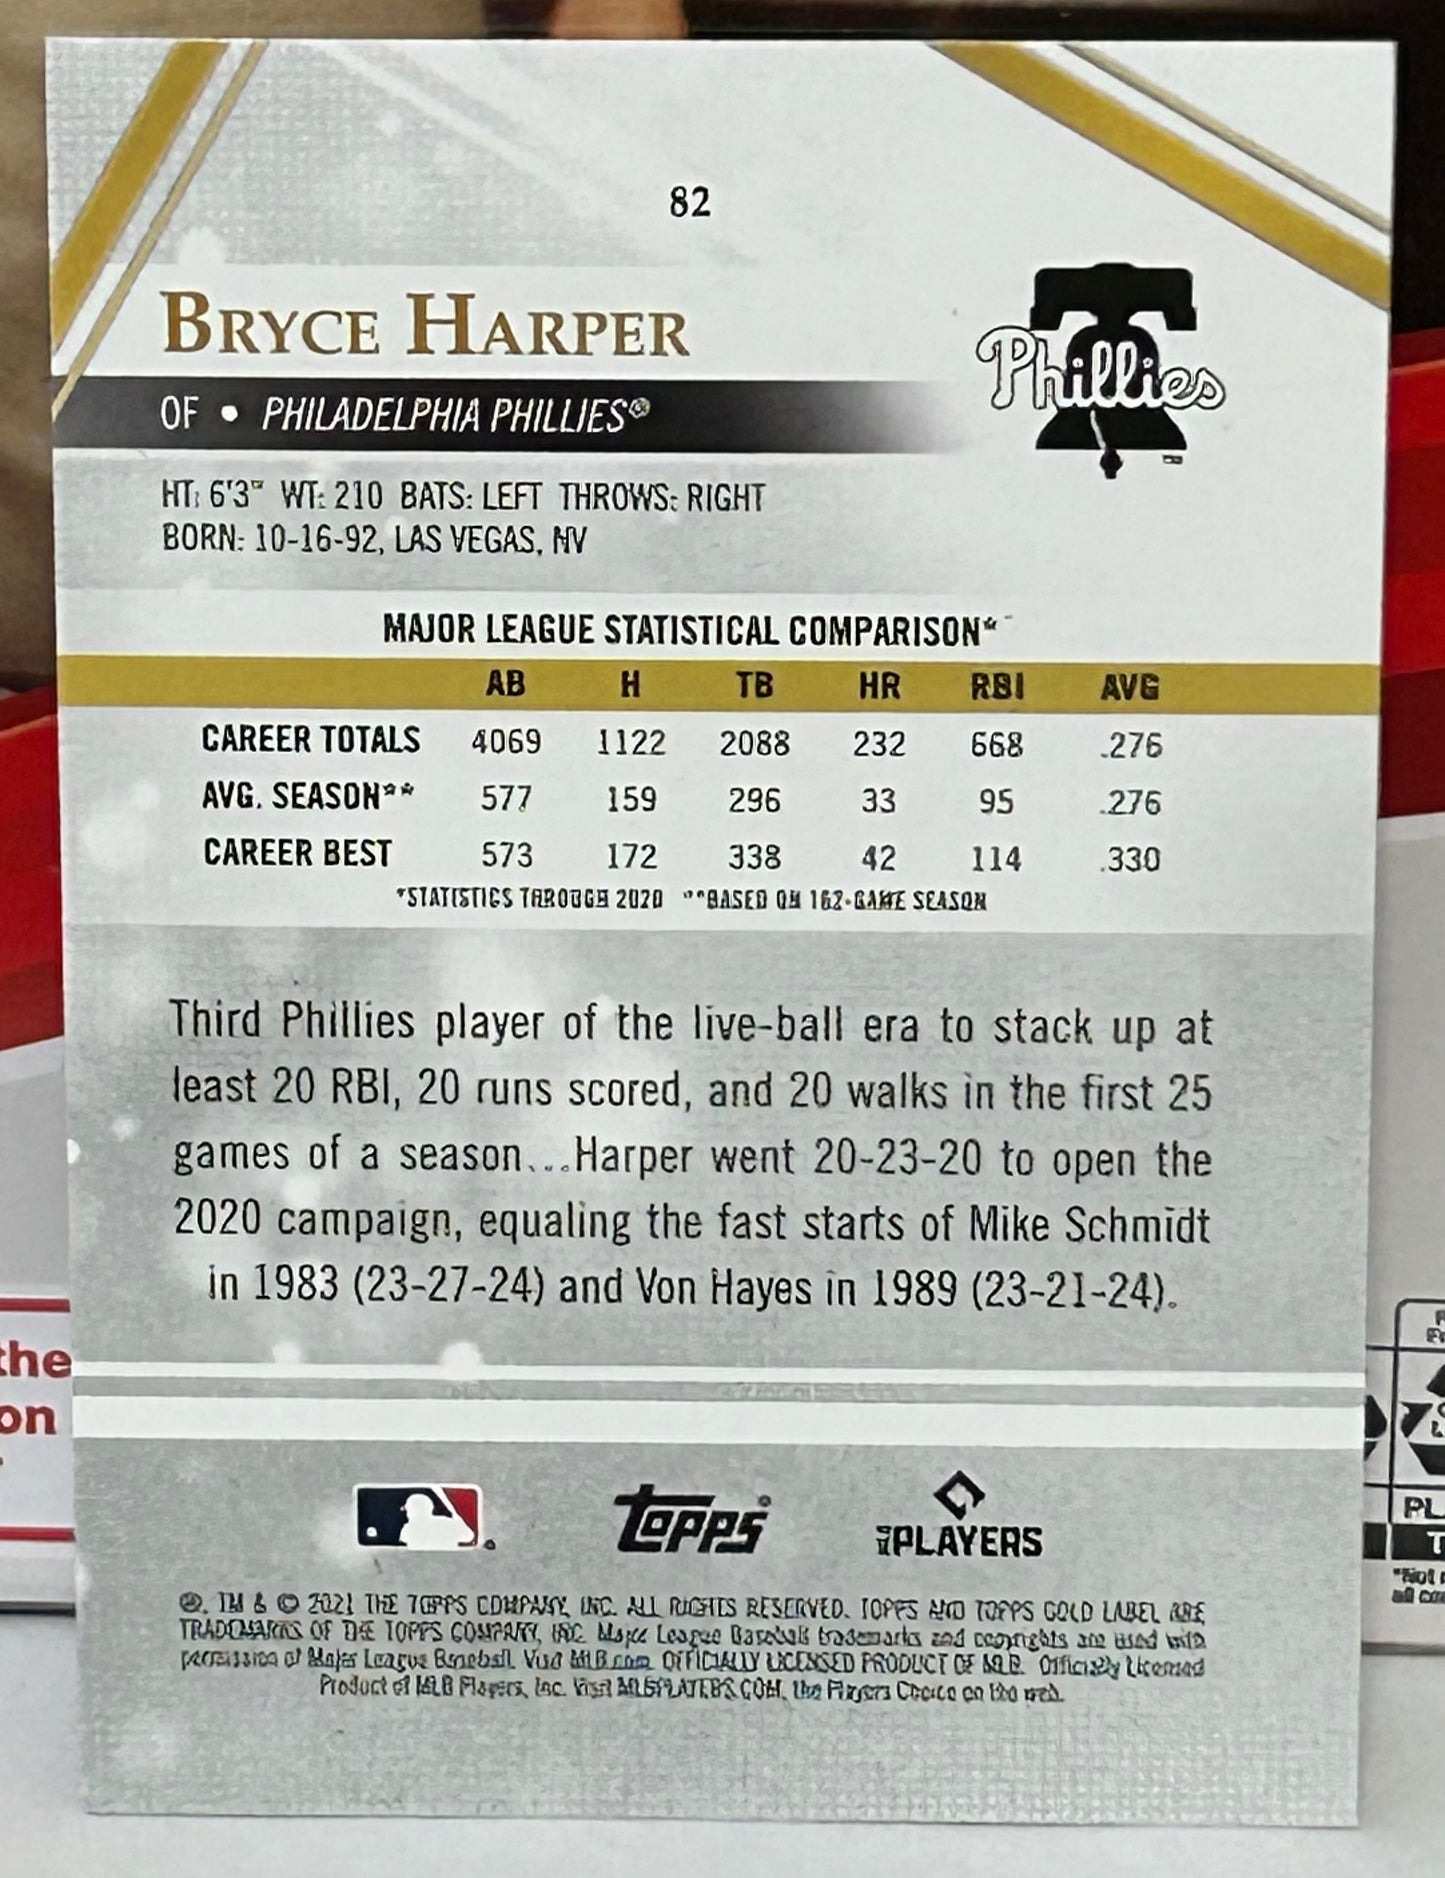 82
BRYCE HARPER
Phillies
OF • PHILADELPHIA PHILLIES®
HT: 6'3" WT: 210 BATS: LEFT THROWS: RIGHT
BORN: 10-16-92, LAS VEGAS, NV
MAJOR LEAGUE STATISTICAL COMPARISON*
AB H TB HR RBI AVG
CAREER TOTALS 4069 1122 2088 232 668 .276
AVG. SEASON** 577 159 296 33 95 .276
CAREER BEST 573 172 338 42 114 .330
*STATISTICS THROUGH 2020 **BASED ON 162-GAME SEASON
Third Phillies player of the live-ball era to stack up at
least 20 RBI, 20 runs scored, and 20 walks in the first 25
games of a season...Harper went 20-23-20 to open the
2020 campaign, equaling the fast starts of Mike Schmidt
in 1983 (23-27-24) and Von Hayes in 1989 (23-21-24).
the
on
topps®
MLB PLAYERS
®, TM & © 2021 THE TOPPS COMPANY, INC. ALL RIGHTS RESERVED. TOPPS AND TOPPS GOLD LABEL ARE
TRADEMARKS OF THE TOPPS COMPANY, INC. Major League Baseball trademarks and copyrights are used with
permission of Major League Baseball. Visit MLB.com. OFFICIALLY LICENSED PRODUCT OF MLB. Officially Licensed
Product of MLB Players, Inc. Visit MLBPLAYERS.COM, the Players Choice on the web.
PL